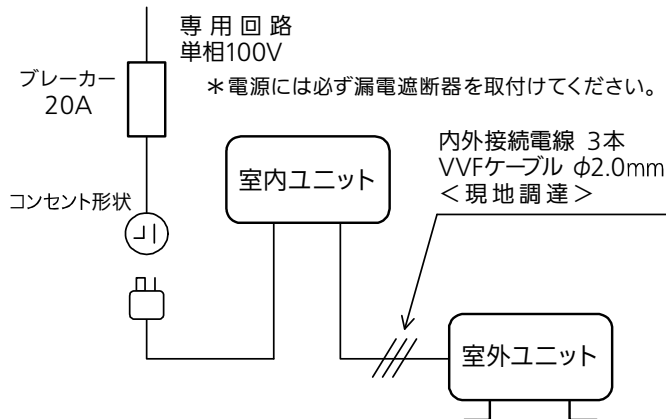 専用回路
単相100V
ブレーカー
20A
＊電源には必ず漏電遮断器を取付けてください。
内外接続電線 3本
VVFケーブル φ2.0mm
＜現地調達＞
室内ユニット
コンセント形状
室外ユニット